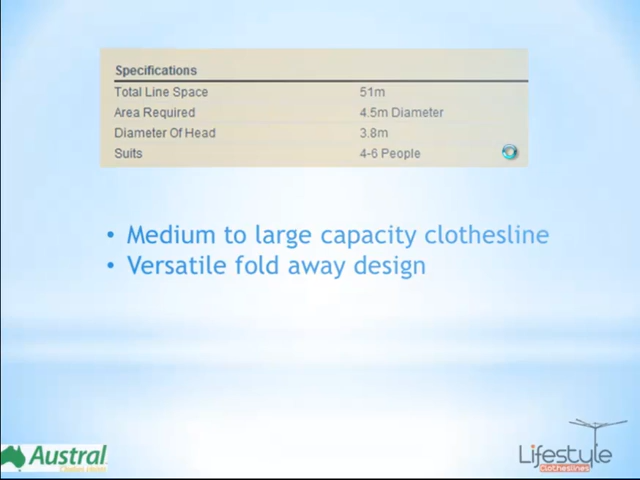 Specifications
Total Line Space 51m
Area Required 4.5m Diameter
Diameter Of Head 3.8m
Suits 4-6 People
• Medium to large capacity clothesline
• Versatile fold away design
Austral
Lifestyle
Clotheslines